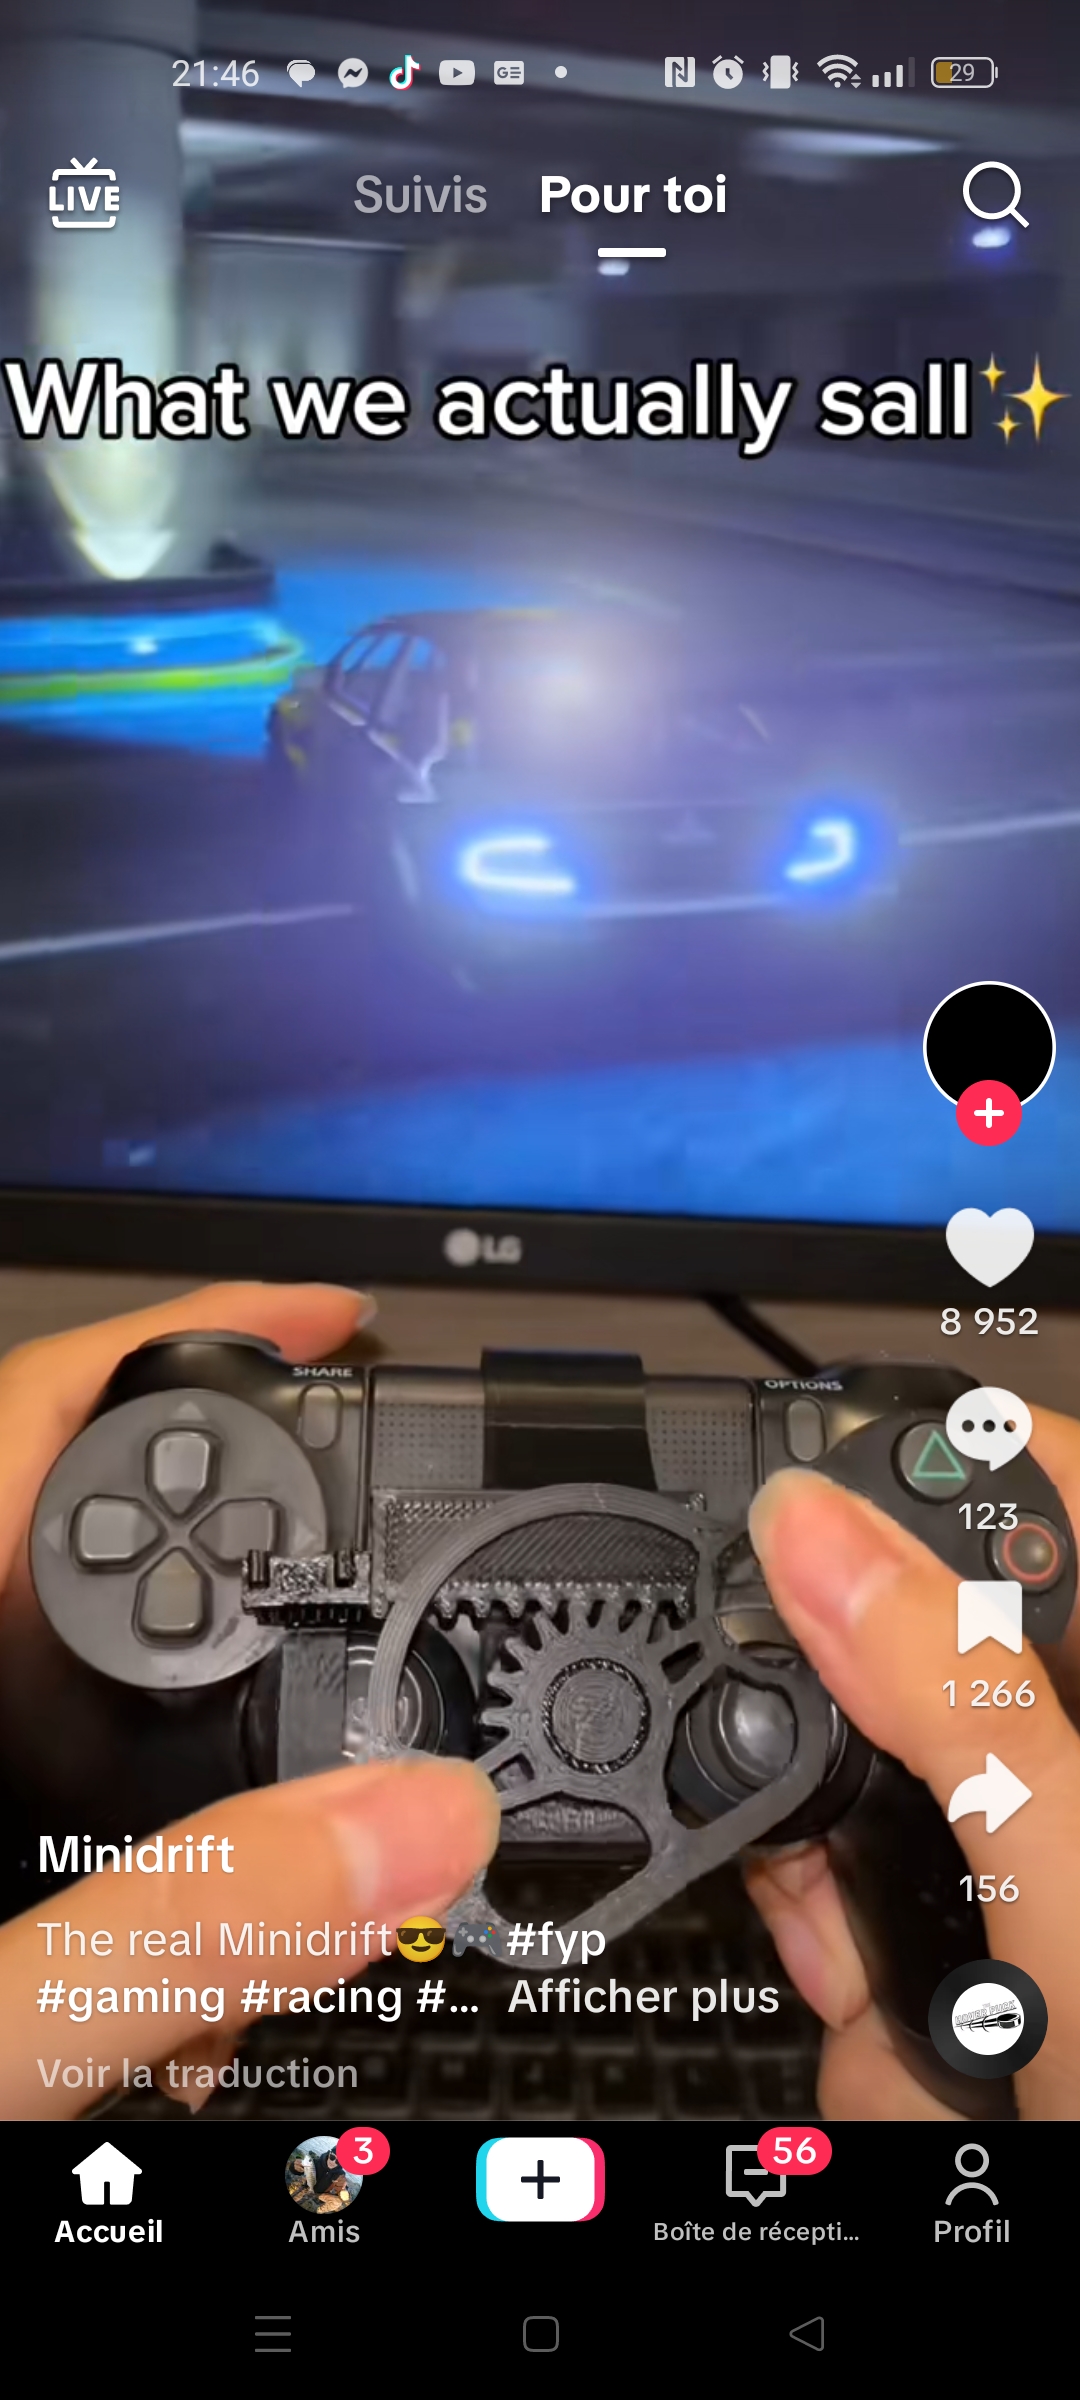 21:46
29
LIVE
Suivis
Pour toi
What we actually sall✨
LG
SHARE
OPTIONS
8 952
123
1 266
156
Minidrift
The real Minidrift😎🎮#fyp
#gaming #racing #... Afficher plus
Voir la traduction
3
56
Accueil
Amis
Boîte de récepti...
Profil